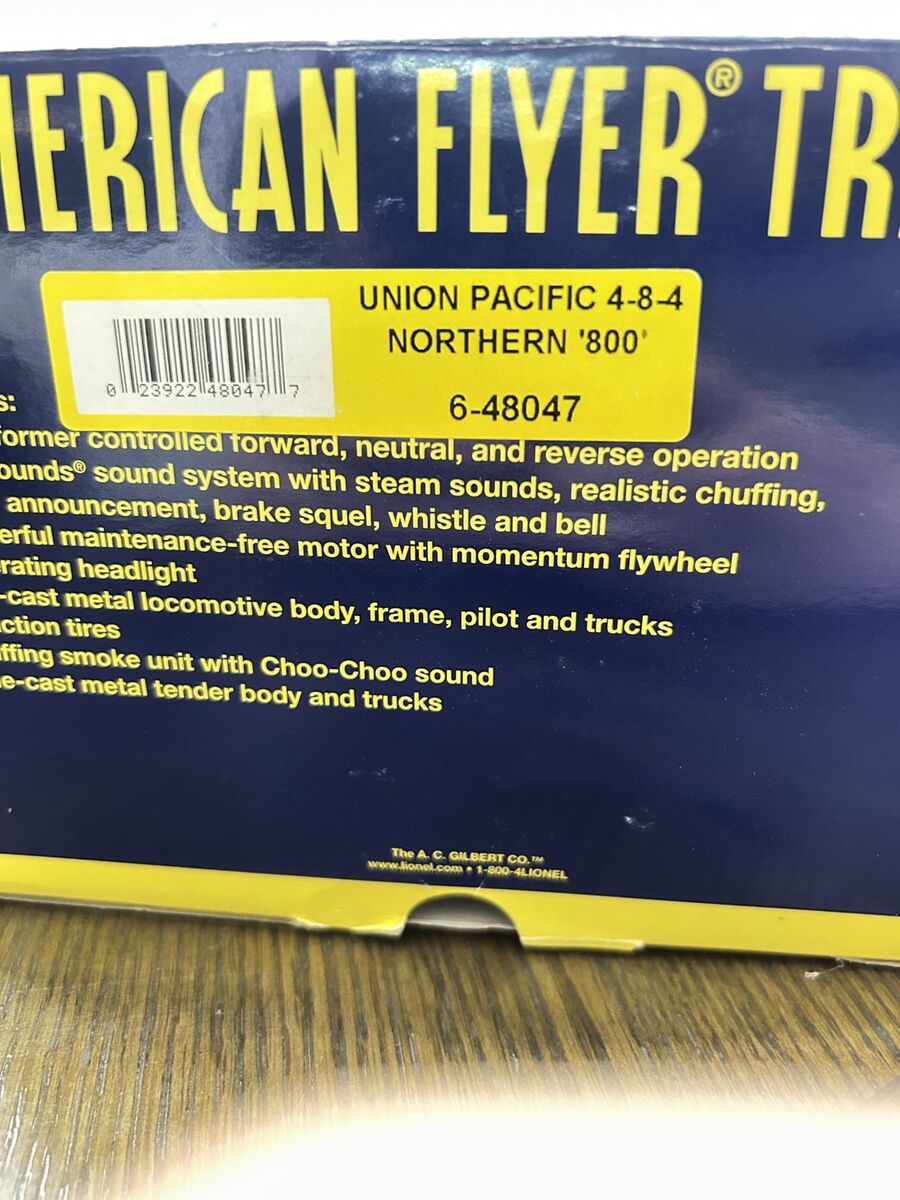 MERICAN FLYER® TR
UNION PACIFIC 4-8-4
NORTHERN '800'
0 23922 48047 7
6-48047
s:
former controlled forward, neutral, and reverse operation
ounds® sound system with steam sounds, realistic chuffing,
announcement, brake squel, whistle and bell
erful maintenance-free motor with momentum flywheel
rating headlight
-cast metal locomotive body, frame, pilot and trucks
ction tires
ffing smoke unit with Choo-Choo sound
e-cast metal tender body and trucks
The A. C. GILBERT CO.™
www.lionel.com • 1-800-4LIONEL